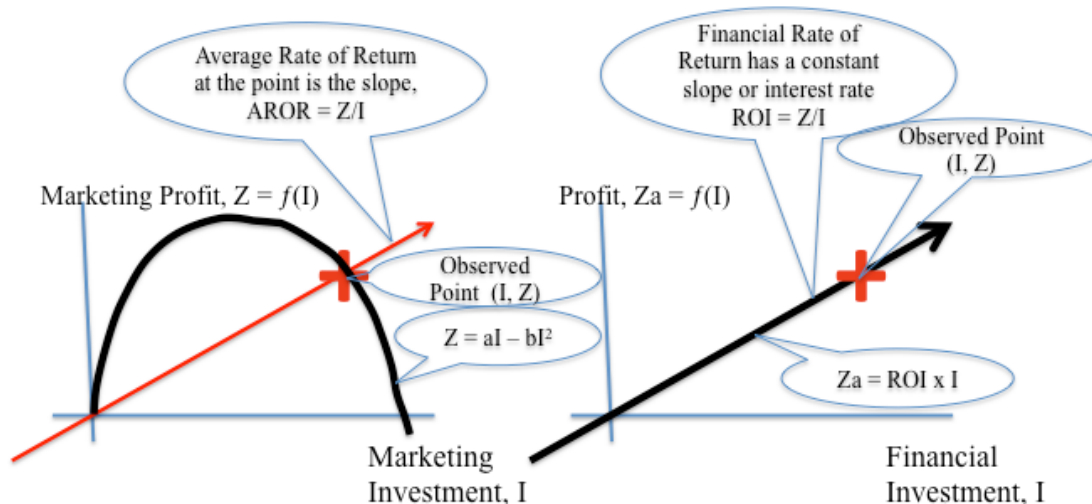 Average Rate of Return
at the point is the slope,
AROR = Z/I
Marketing Profit, Z = ƒ(I)
Observed
Point (I, Z)
Z = aI – bI²
Marketing
Investment, I
Financial Rate of
Return has a constant
slope or interest rate
ROI = Z/I
Observed Point
(I, Z)
Profit, Za = ƒ(I)
Za = ROI x I
Financial
Investment, I